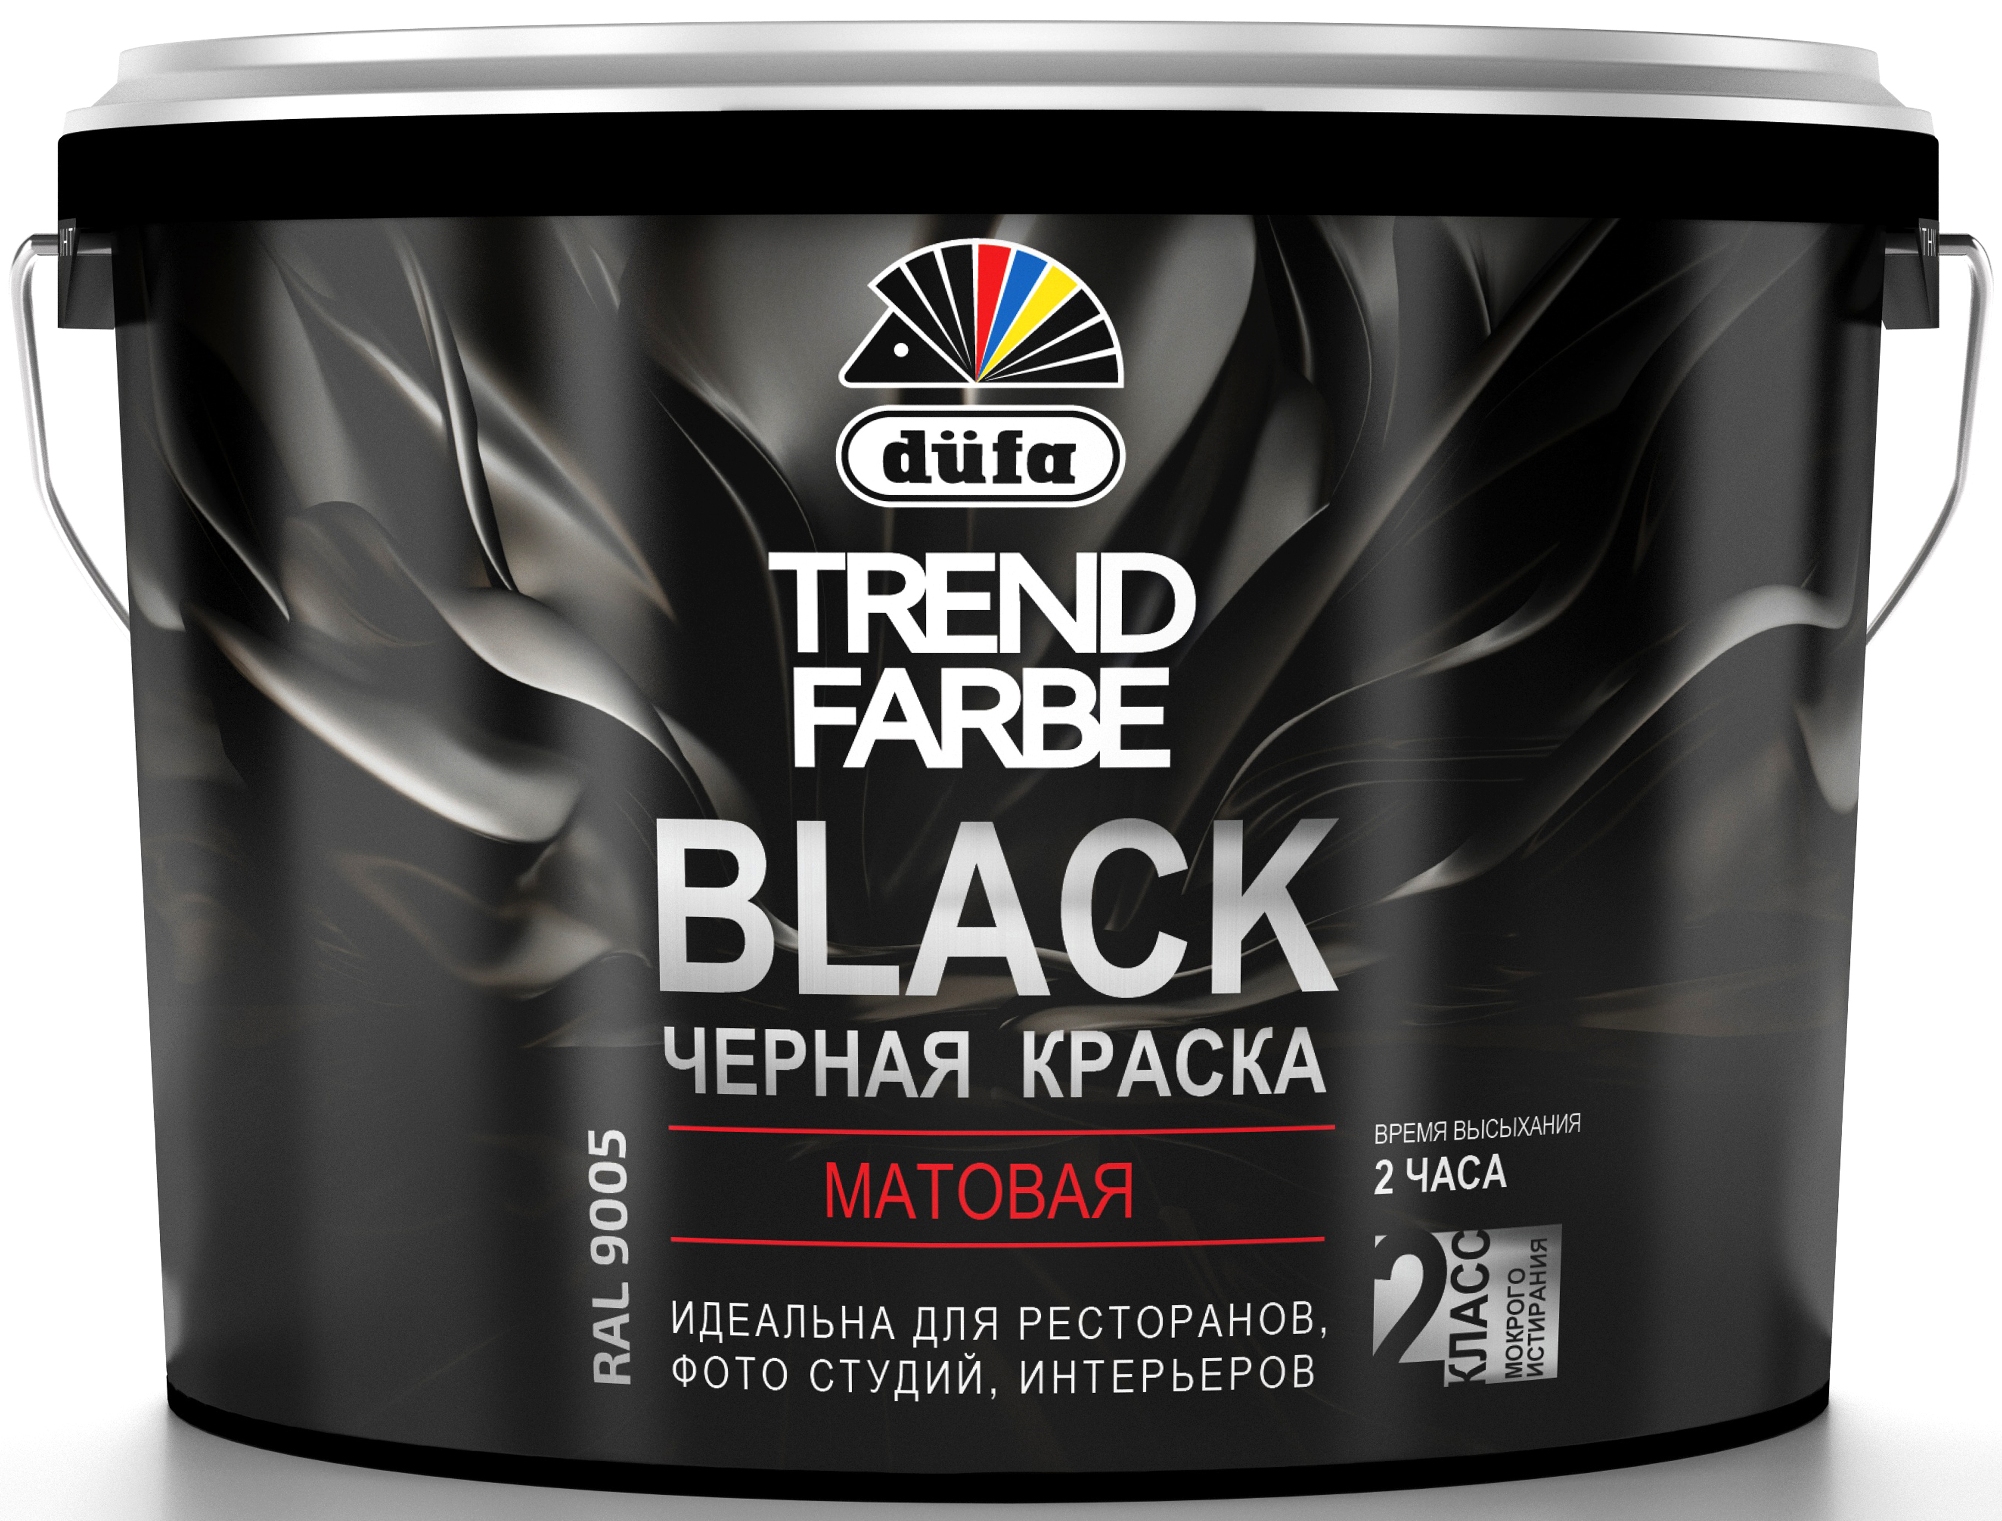 düfa
TREND
FARBE
BLACK
ЧЕРНАЯ КРАСКА
МАТОВАЯ
ИДЕАЛЬНА ДЛЯ РЕСТОРАНОВ,
ФОТО СТУДИЙ, ИНТЕРЬЕРОВ
RAL 9005
ВРЕМЯ ВЫСЫХАНИЯ
2 ЧАСА
2 КЛАСС
МОКРОГО
ИСТИРАНИЯ